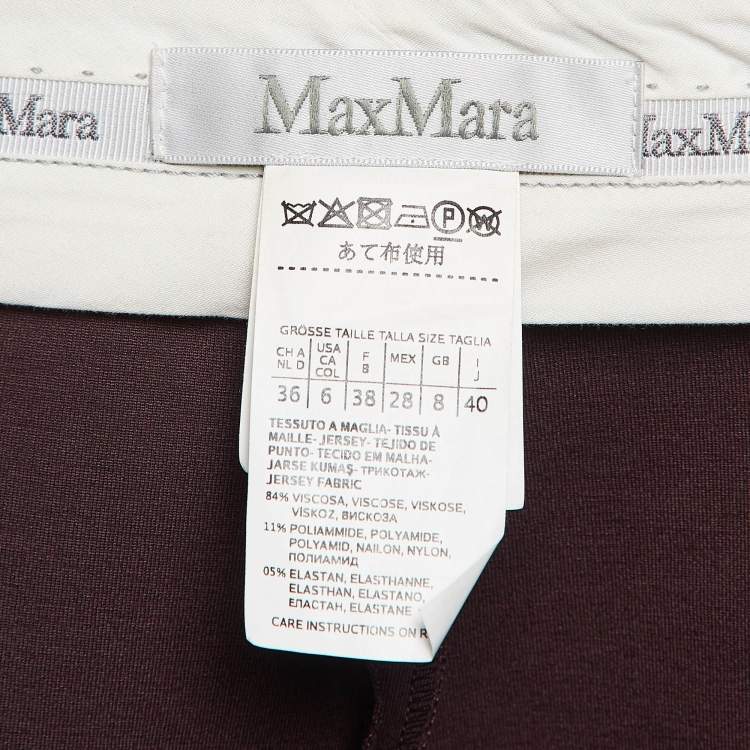 MaxMara
Mara
axM
P
W
あて布使用
GRÖSSE TAILLE TALLA SIZE TAGLIA
CH A NL D USA CA COL F B MEX GB I J
36 6 38 28 8 40
TESSUTO A MAGLIA- TISSU À
MAILLE- JERSEY- TEJIDO DE
PUNTO- TECIDO EM MALHA-
JARSE KUMAŞ- ТРИКОТАЖ-
JERSEY FABRIC
84% VISCOSA, VISCOSE, VISKOSE,
VİSKOZ, ВИСКОЗА
11% POLIAMMIDE, POLYAMIDE,
POLYAMID, NAILON, NYLON,
ПОЛИАМИД
05% ELASTAN, ELASTHANNE,
ELASTHAN, ELASTANO,
ЕЛАСТАН, ELASTANE
CARE INSTRUCTIONS ON R